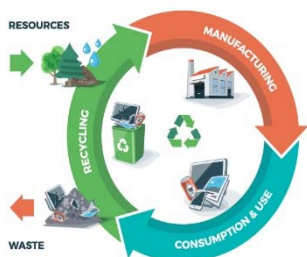 RESOURCES
MANUFACTURING
RECYCLING
CONSUMPTION & USE
WASTE